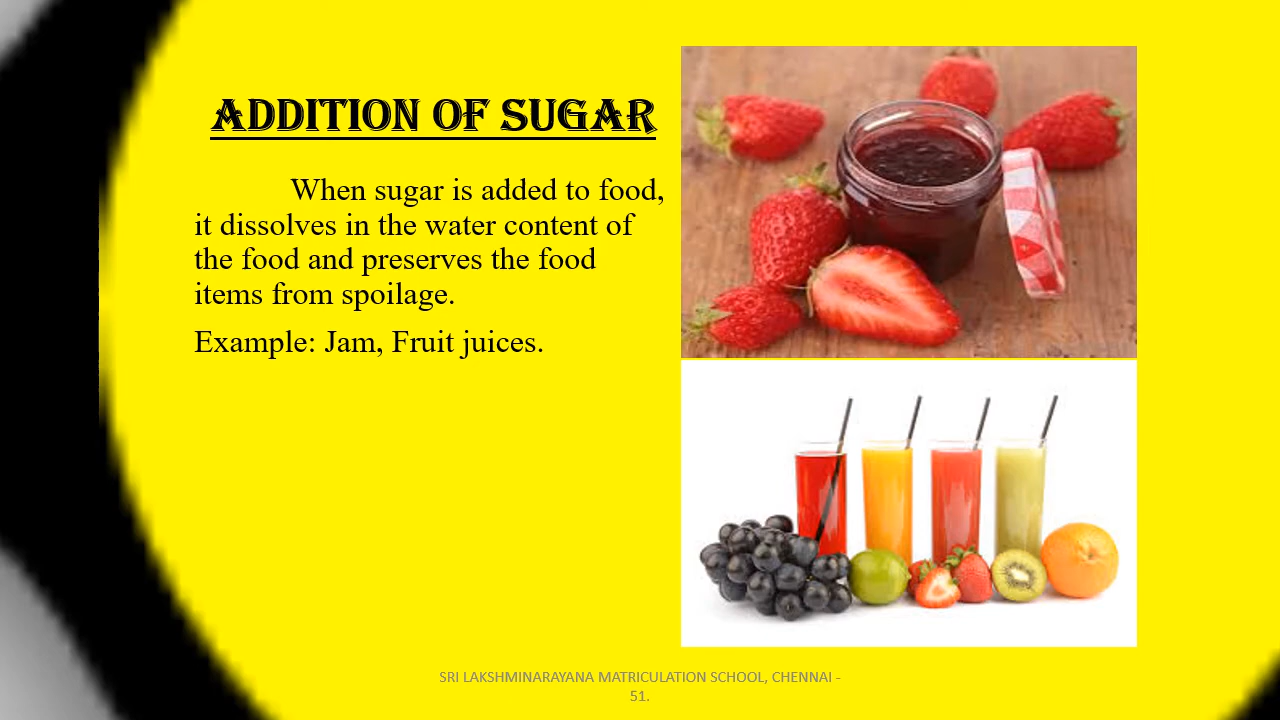 ADDITION OF SUGAR
When sugar is added to food,
it dissolves in the water content of
the food and preserves the food
items from spoilage.
Example: Jam, Fruit juices.
SRI LAKSHMINARAYANA MATRICULATION SCHOOL, CHENNAI -
51.